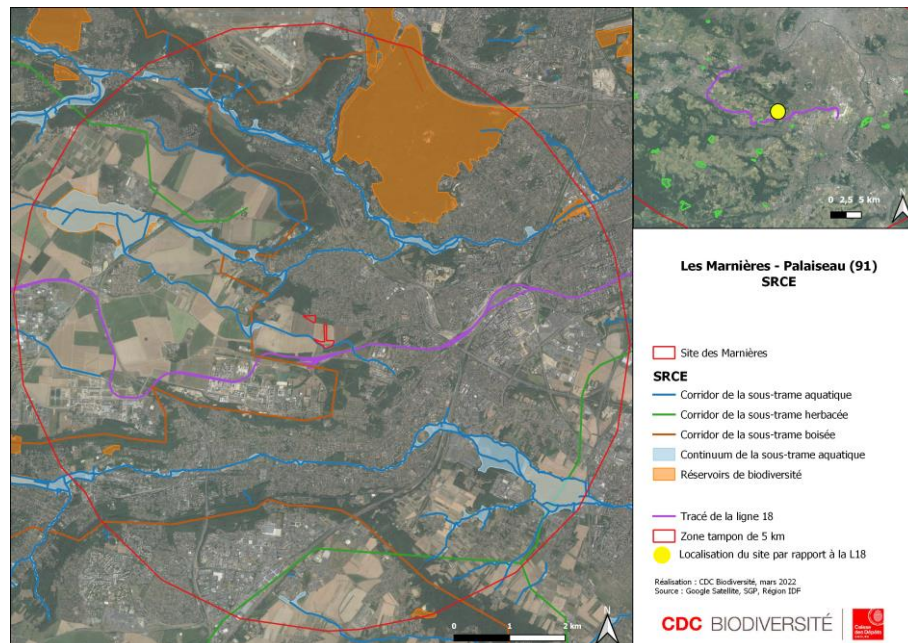 0 2,5 5 km
Les Marnières - Palaiseau (91)
SRCE
Site des Marnières
SRCE
Corridor de la sous-trame aquatique
Corridor de la sous-trame herbacée
Corridor de la sous-trame boisée
Continuum de la sous-trame aquatique
Réservoirs de biodiversité
Tracé de la ligne 18
Zone tampon de 5 km
Localisation du site par rapport à la L18
Réalisation : CDC Biodiversité, mars 2022
Source : Google Satellite, SGP, Région IDF
N
0 1 2 km
CDC BIODIVERSITÉ
Caisse
des Dépôts